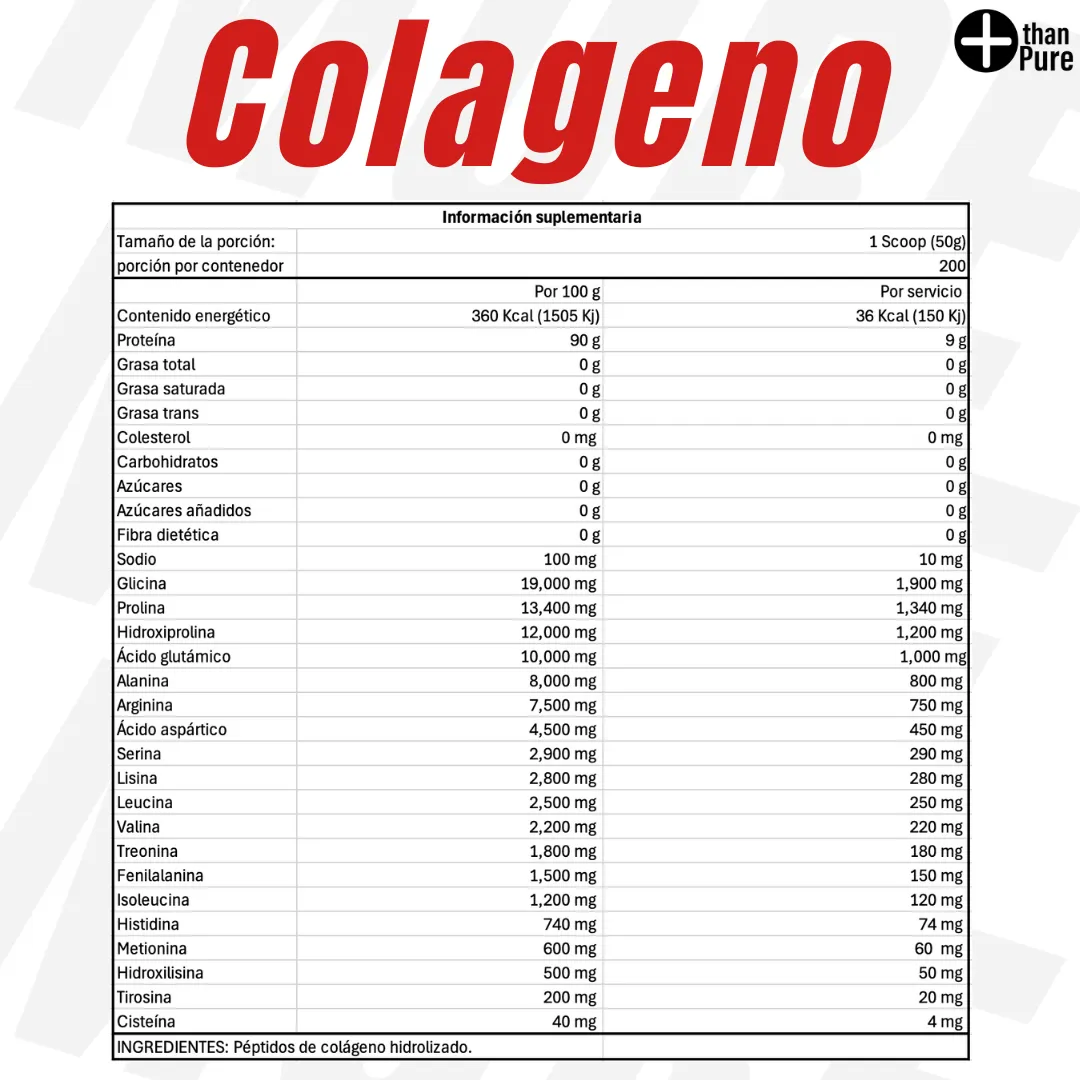 Colageno
than
Pure
Información suplementaria
Tamaño de la porción: 1 Scoop (50g)
porción por contenedor 200
Por 100 g Por servicio
Contenido energético 360 Kcal (1505 Kj) 36 Kcal (150 Kj)
Proteína 90 g 9 g
Grasa total 0 g 0 g
Grasa saturada 0 g 0 g
Grasa trans 0 g 0 g
Colesterol 0 mg 0 mg
Carbohidratos 0 g 0 g
Azúcares 0 g 0 g
Azúcares añadidos 0 g 0 g
Fibra dietética 0 g 0 g
Sodio 100 mg 10 mg
Glicina 19,000 mg 1,900 mg
Prolina 13,400 mg 1,340 mg
Hidroxiprolina 12,000 mg 1,200 mg
Ácido glutámico 10,000 mg 1,000 mg
Alanina 8,000 mg 800 mg
Arginina 7,500 mg 750 mg
Ácido aspártico 4,500 mg 450 mg
Serina 2,900 mg 290 mg
Lisina 2,800 mg 280 mg
Leucina 2,500 mg 250 mg
Valina 2,200 mg 220 mg
Treonina 1,800 mg 180 mg
Fenilalanina 1,500 mg 150 mg
Isoleucina 1,200 mg 120 mg
Histidina 740 mg 74 mg
Metionina 600 mg 60 mg
Hidroxilisina 500 mg 50 mg
Tirosina 200 mg 20 mg
Cisteína 40 mg 4 mg
INGREDIENTES: Péptidos de colágeno hidrolizado.